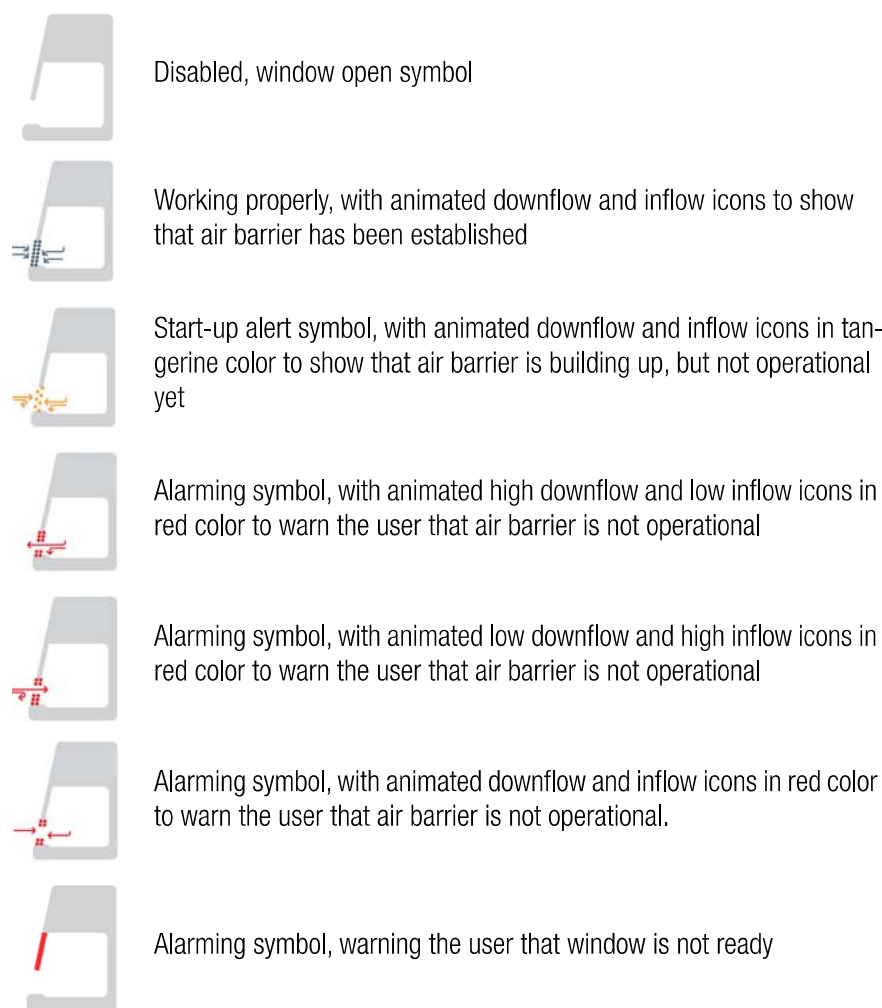 Disabled, window open symbol
Working properly, with animated downflow and inflow icons to show
that air barrier has been established
Start-up alert symbol, with animated downflow and inflow icons in tan-
gerine color to show that air barrier is building up, but not operational
yet
Alarming symbol, with animated high downflow and low inflow icons in
red color to warn the user that air barrier is not operational
Alarming symbol, with animated low downflow and high inflow icons in
red color to warn the user that air barrier is not operational
Alarming symbol, with animated downflow and inflow icons in red color
to warn the user that air barrier is not operational.
Alarming symbol, warning the user that window is not ready